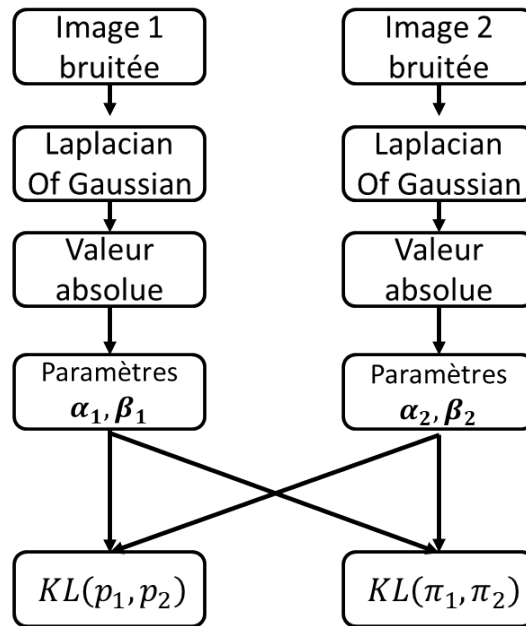 Image 1
bruitée
Laplacian
Of Gaussian
Valeur
absolue
Paramètres
α₁, β₁
KL(p₁, p₂)
Image 2
bruitée
Laplacian
Of Gaussian
Valeur
absolue
Paramètres
α₂, β₂
KL(π₁, π₂)